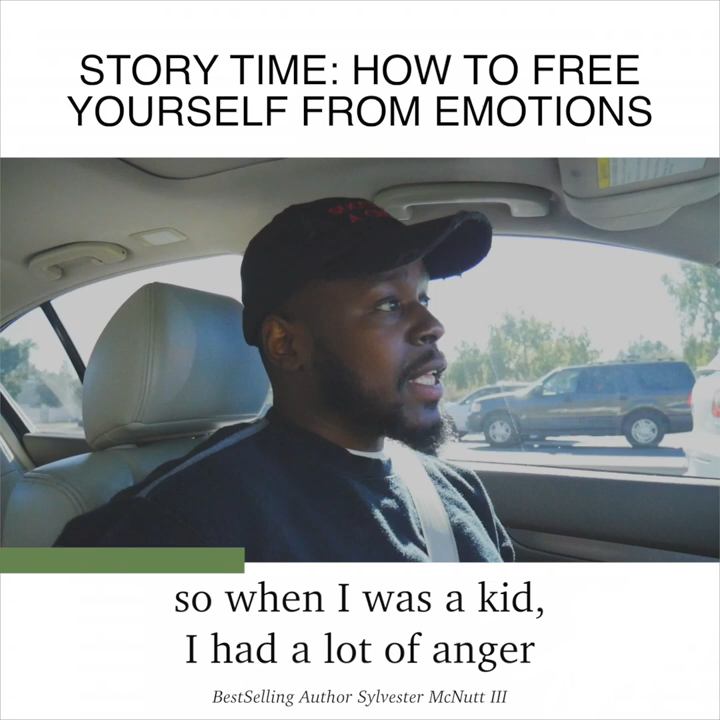 STORY TIME: HOW TO FREE
YOURSELF FROM EMOTIONS
so when I was a kid,
I had a lot of anger
BestSelling Author Sylvester McNutt III